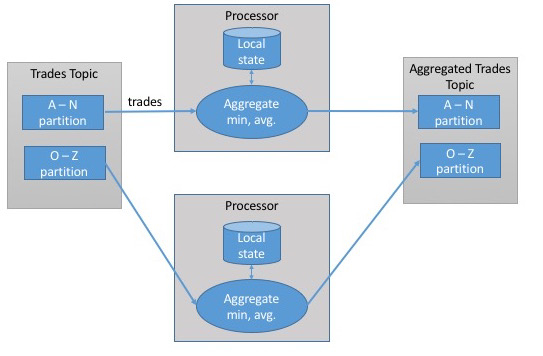 Processor
Local
state
Aggregate
min, avg.
Trades Topic
A – N
partition
O – Z
partition
trades
Aggregated Trades
Topic
A – N
partition
O – Z
partition
Processor
Local
state
Aggregate
min, avg.